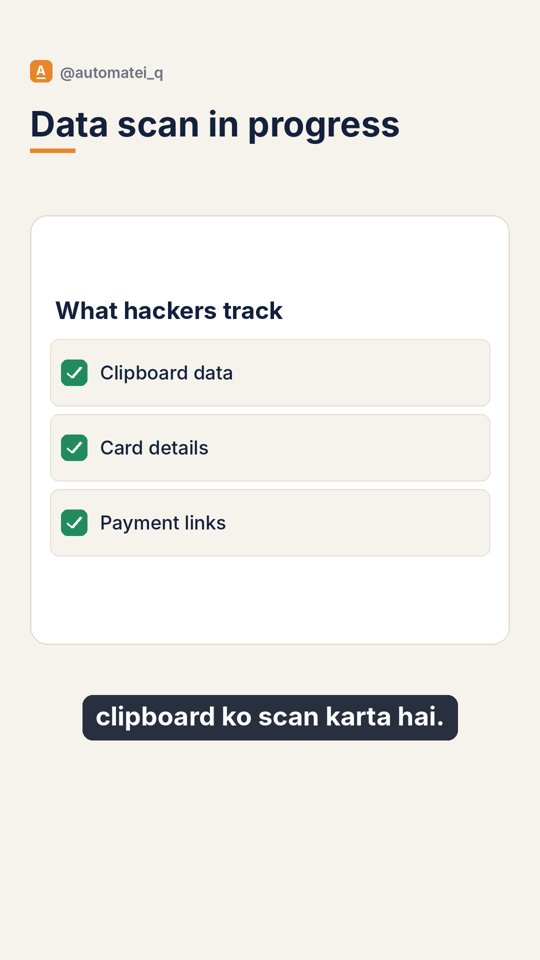 A
@automatei_q
Data scan in progress
What hackers track
Clipboard data
Card details
Payment links
clipboard ko scan karta hai.